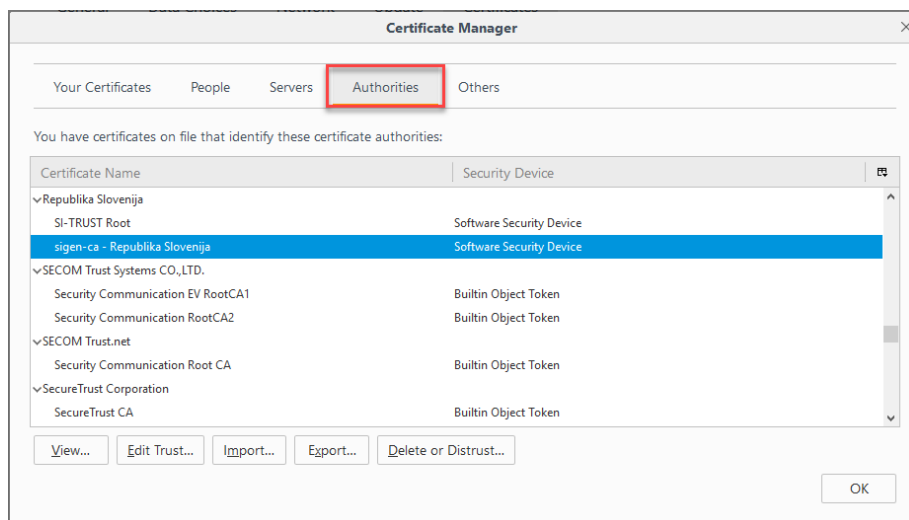 Certificate Manager
Your Certificates People Servers Authorities Others
You have certificates on file that identify these certificate authorities:
Certificate Name Security Device
Republika Slovenija
SI-TRUST Root Software Security Device
sigen-ca - Republika Slovenija Software Security Device
SECOM Trust Systems CO.,LTD.
Security Communication EV RootCA1 Builtin Object Token
Security Communication RootCA2 Builtin Object Token
SECOM Trust.net
Security Communication Root CA Builtin Object Token
SecureTrust Corporation
SecureTrust CA Builtin Object Token
View... Edit Trust... Import... Export... Delete or Distrust...
OK